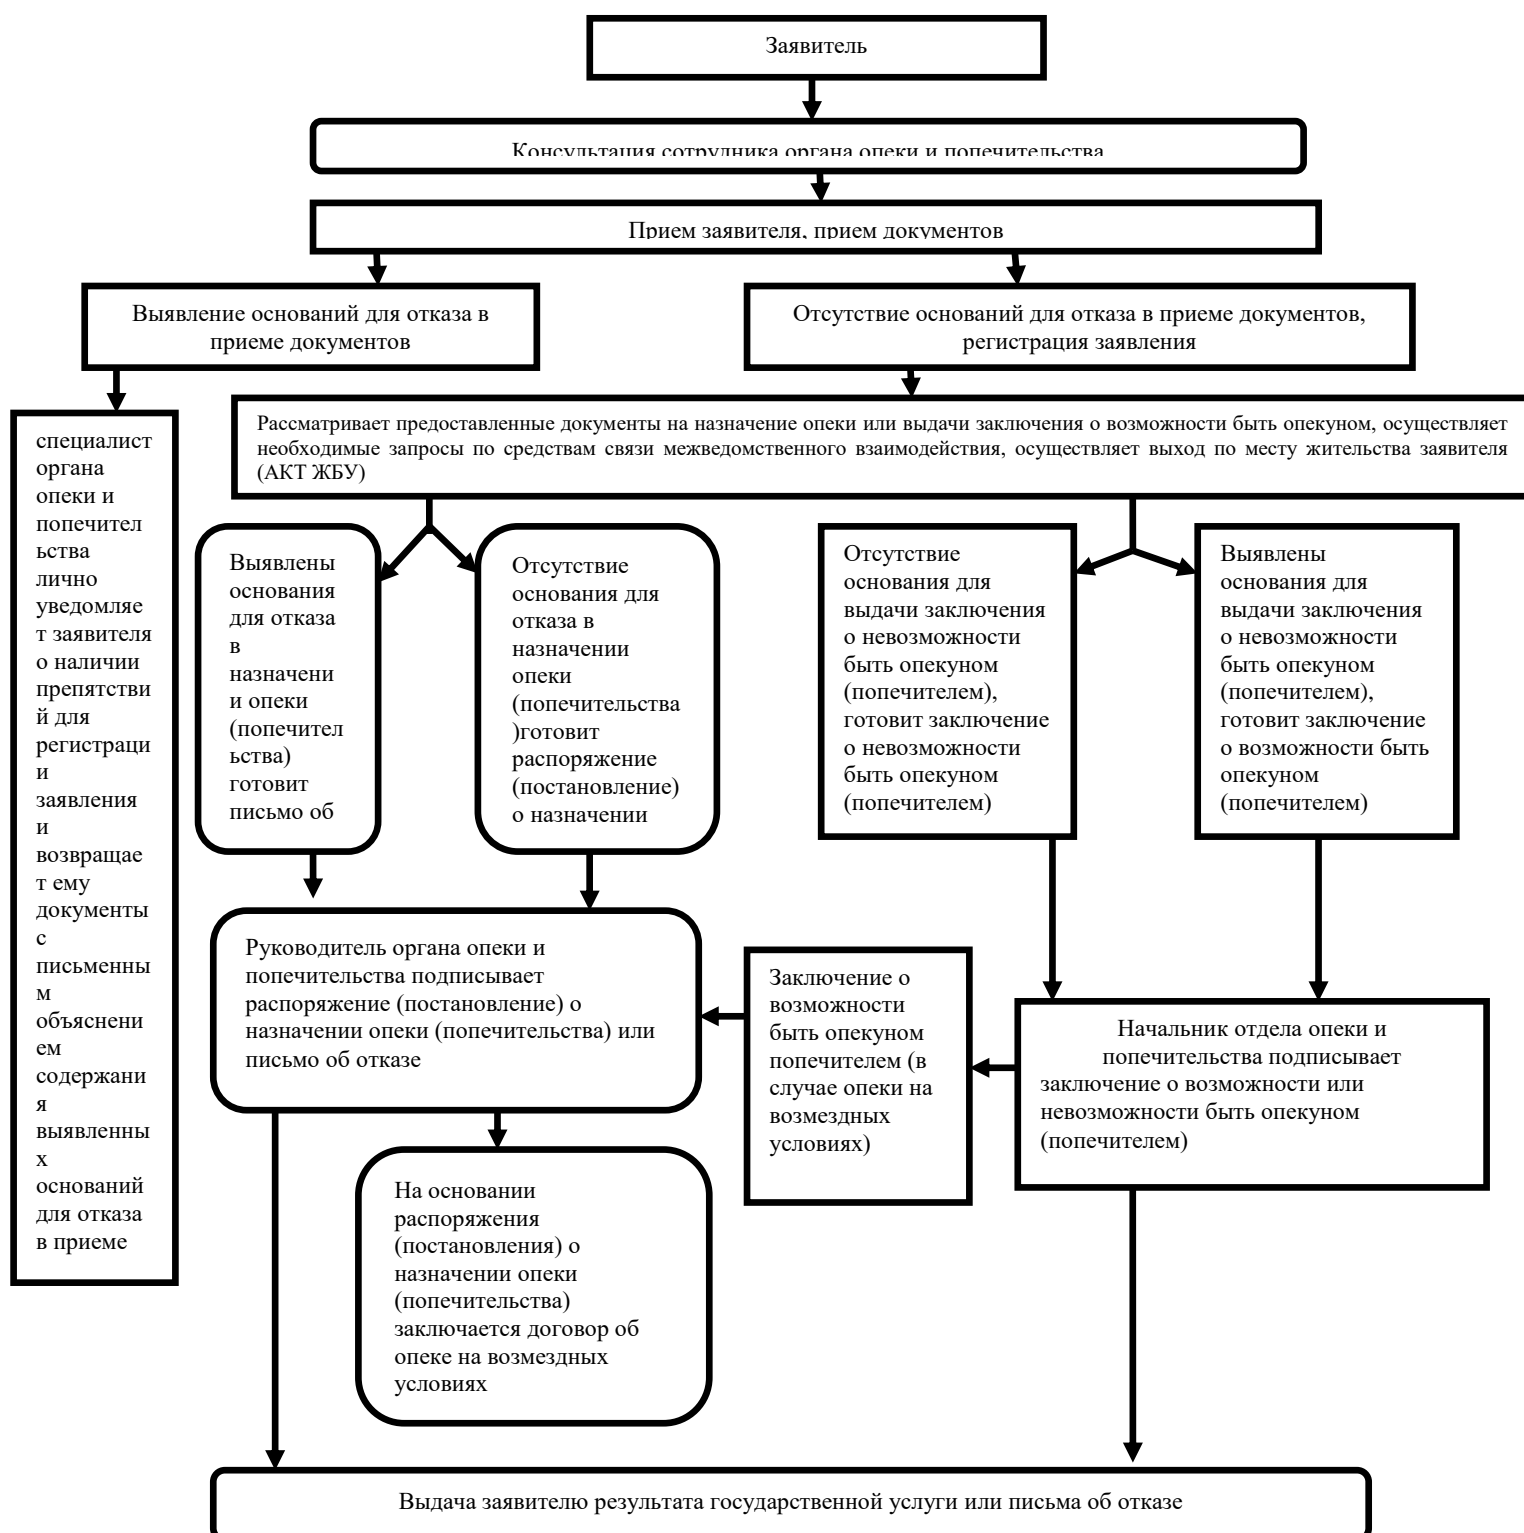 Заявитель
Консультация сотрудника органа опеки и попечительства
Прием заявителя, прием документов
Выявление оснований для отказа в
приеме документов
Отсутствие оснований для отказа в приеме документов,
регистрация заявления
специалист
органа
опеки и
попечител
ьства
лично
уведомляе
т заявителя
о наличии
препятстви
й для
регистраци
и
заявления
и
возвращае
т ему
документы
с
письменны
м
объяснени
ем
содержани
я
выявленны
х
оснований
для отказа
в приеме
Рассматривает предоставленные документы на назначение опеки или выдачи заключения о возможности быть опекуном, осуществляет
необходимые запросы по средствам связи межведомственного взаимодействия, осуществляет выход по месту жительства заявителя
(АКТ ЖБУ)
Выявлены
основания
для отказа
в
назначени
и опеки
(попечител
ьства)
готовит
письмо об
Отсутствие
основания для
отказа в
назначении
опеки
(попечительства
)готовит
распоряжение
(постановление)
о назначении
Отсутствие
основания для
выдачи заключения
о невозможности
быть опекуном
(попечителем),
готовит заключение
о невозможности
быть опекуном
(попечителем)
Выявлены
основания для
выдачи заключения
о невозможности
быть опекуном
(попечителем),
готовит заключение
о возможности быть
опекуном
(попечителем)
Руководитель органа опеки и
попечительства подписывает
распоряжение (постановление) о
назначении опеки (попечительства) или
письмо об отказе
Заключение о
возможности
быть опекуном
попечителем (в
случае опеки на
возмездных
условиях)
Начальник отдела опеки и
попечительства подписывает
заключение о возможности или
невозможности быть опекуном
(попечителем)
На основании
распоряжения
(постановления) о
назначении опеки
(попечительства)
заключается договор об
опеке на возмездных
условиях
Выдача заявителю результата государственной услуги или письма об отказе